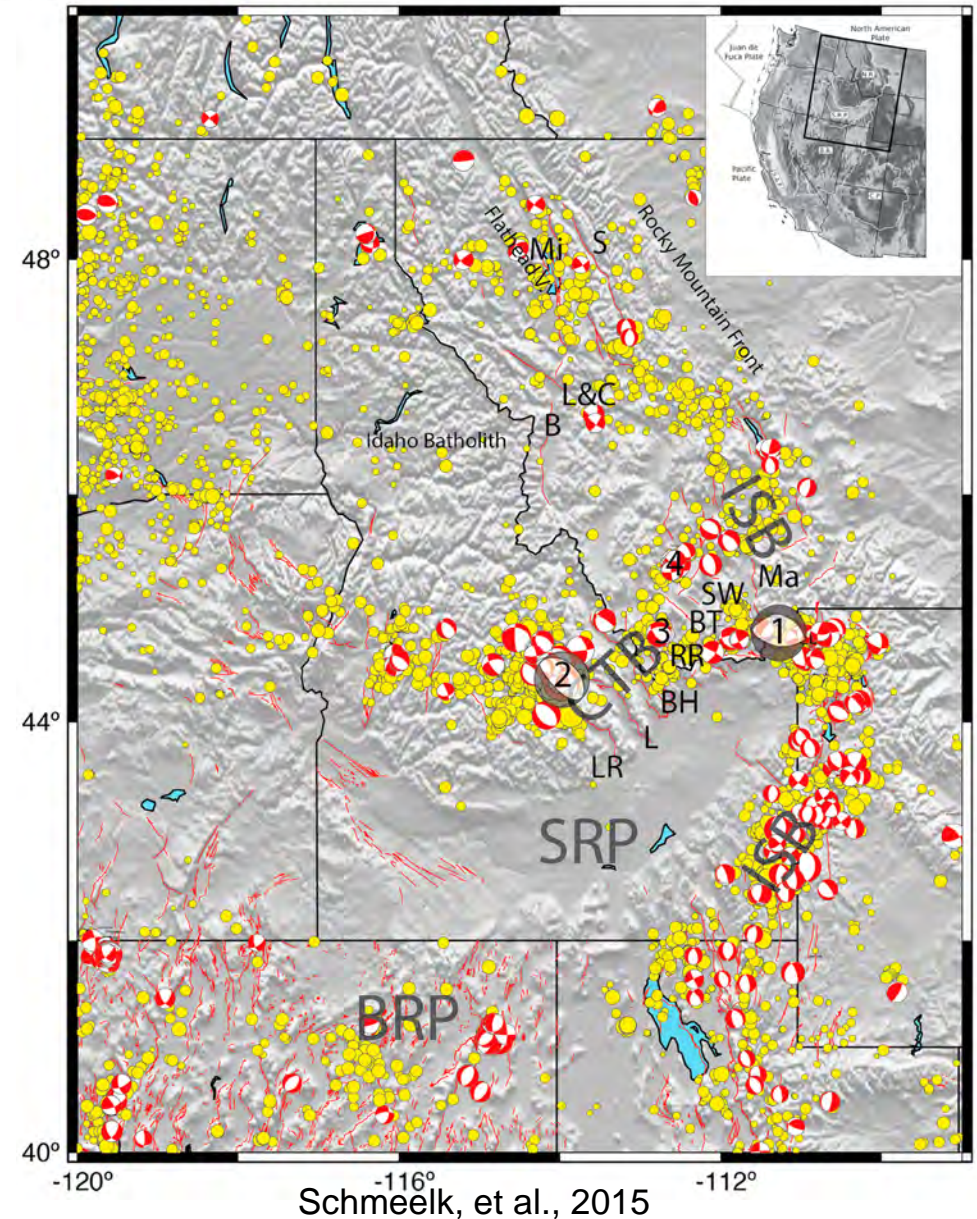 North American
Plate
Juan de
Fuca Plate
Pacific
Plate
48º
Flathead V.
Mi
S
Rocky Mountain Front
L&C
B
Idaho Batholith
ISB
4
Ma
SW
BT
3
1
RR
CTB
2
BH
44º
L
LR
SRP
ISB
BRP
40º
-120º
-116º
-112º
Schmeelk, et al., 2015